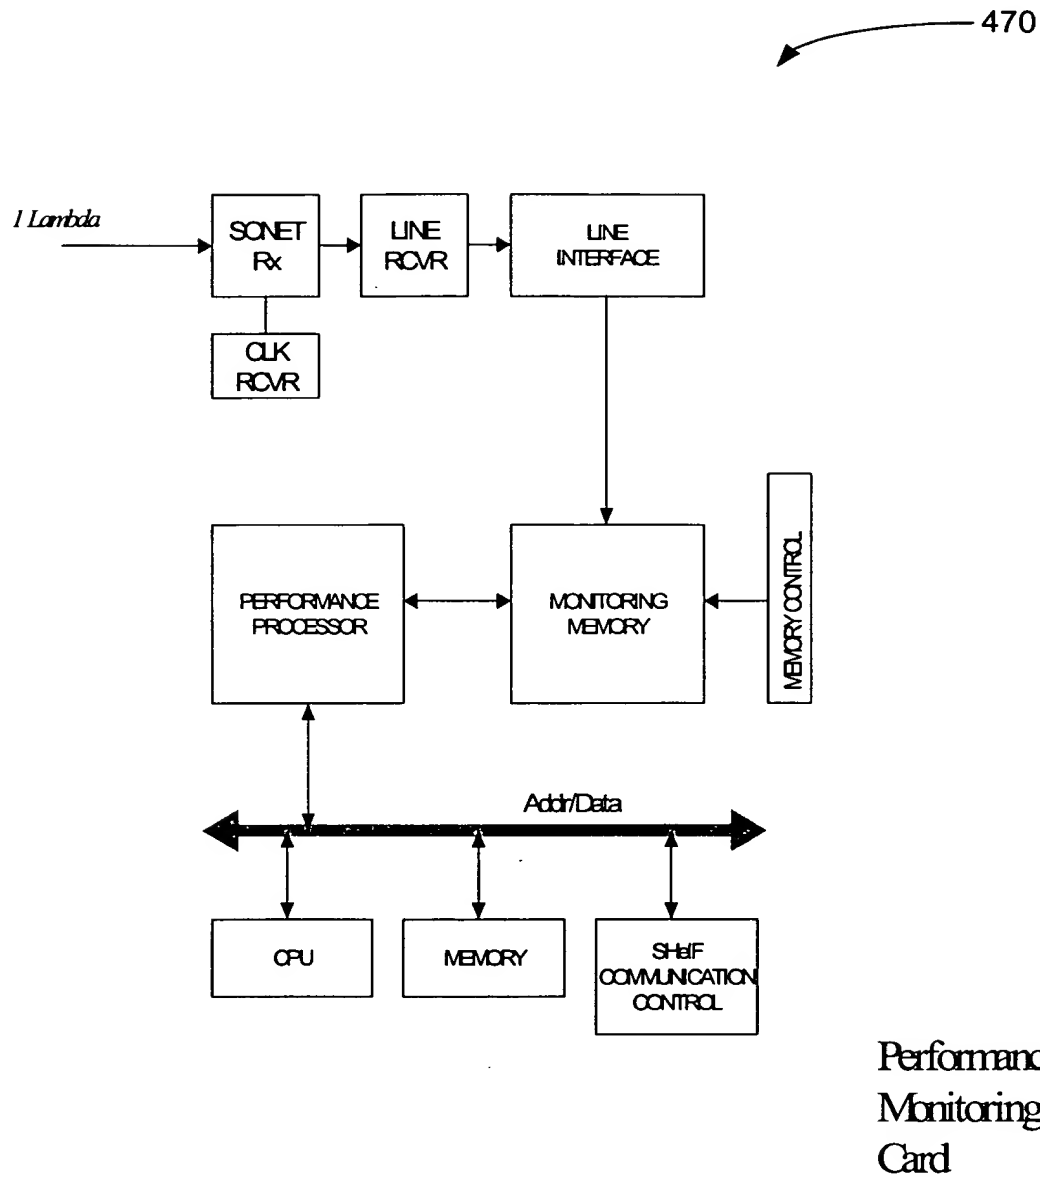 470
1 Lambda
SONET
Rx
LINE
RCVR
LINE
INTERFACE
CLK
RCVR
PERFORMANCE
PROCESSOR
MONITORING
MEMORY
MEMORY CONTROL
Addr/Data
CPU
MEMORY
SHelF
COMMUNICATION
CONTROL
Performanc
Monitoring
Card